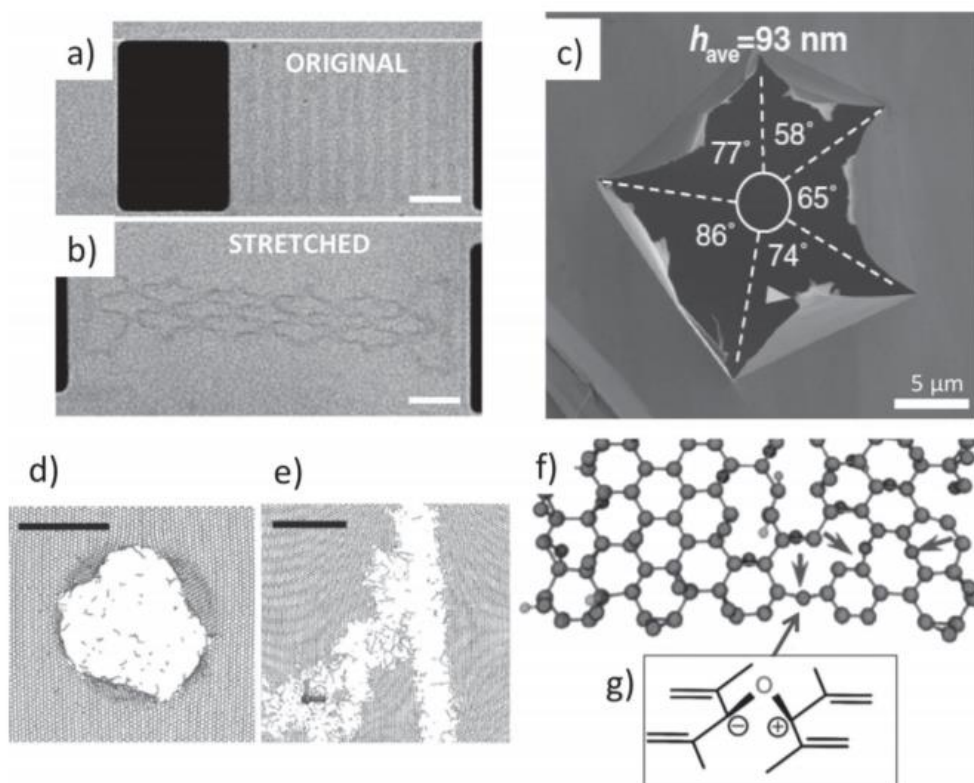 a)
ORIGINAL
b)
STRETCHED
c)
h_ave=93 nm
77°
58°
65°
86°
74°
5 μm
d)
e)
f)
g)
O
−
+